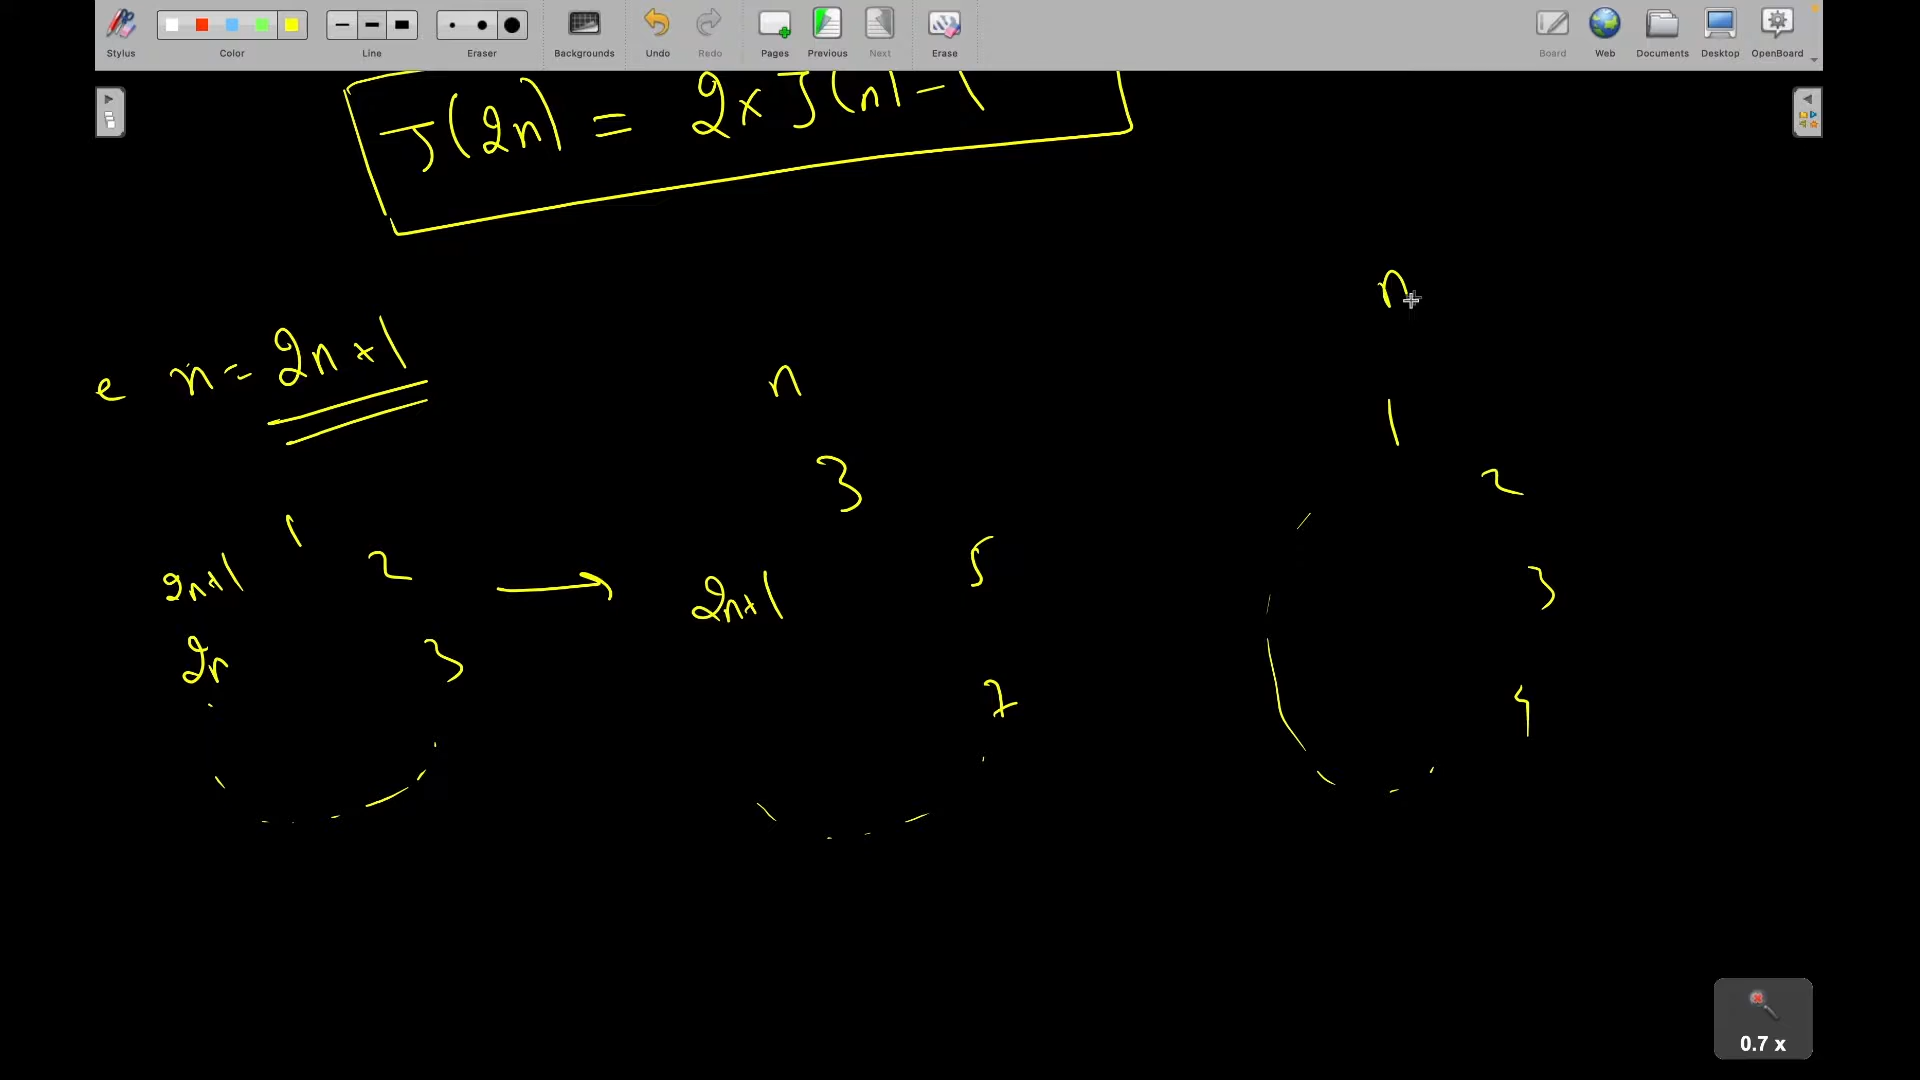 Stylus Color Line Eraser Backgrounds Undo Redo Pages Previous Next Erase Board Web Documents Desktop OpenBoard
J(2n) = 2 x J(n) - 1
n
e n = 2n+1
n
1
3
2
1
2n+1 2 2n+1 5
3
2n 3
7 4
0.7 x